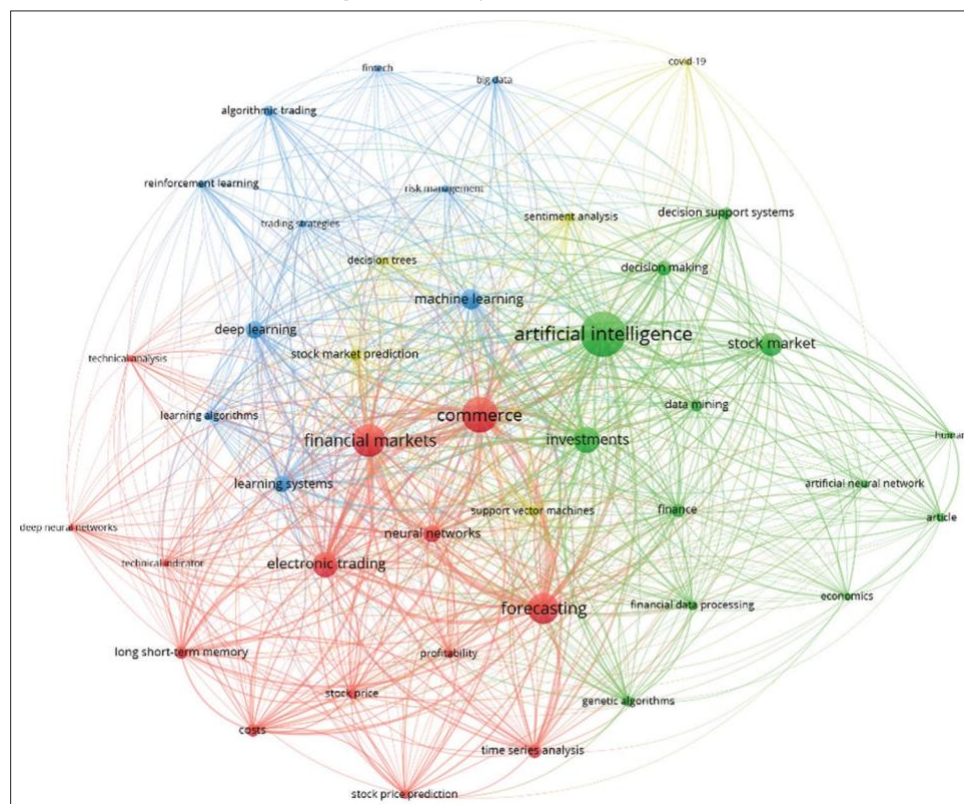 covid-19
fintech
big data
algorithmic trading
reinforcement learning
risk management
trading strategies
sentiment analysis
decision support systems
decision trees
decision making
machine learning
deep learning
artificial intelligence
stock market
technical analysis
stock market prediction
learning algorithms
commerce
data mining
financial markets
investments
human
learning systems
artificial neural network
support vector machines
finance
article
deep neural networks
neural networks
technical indicator
electronic trading
economics
forecasting
financial data processing
long short-term memory
profitability
stock price
genetic algorithms
costs
time series analysis
stock price prediction